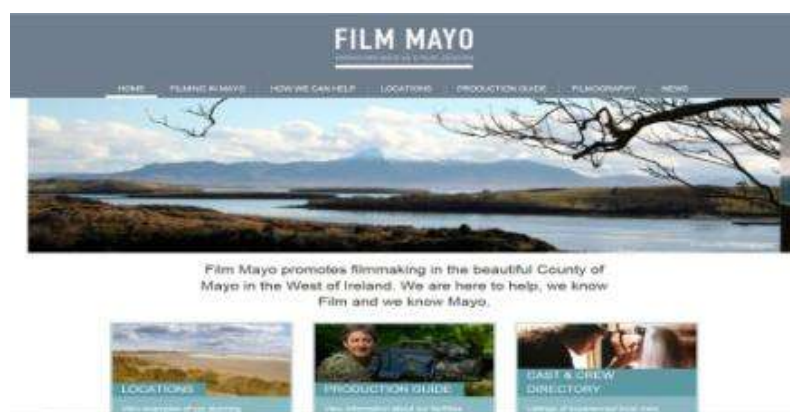 FILM MAYO
HOME FILMING IN MAYO HOW WE CAN HELP LOCATIONS PRODUCTION GUIDE FILMOGRAPHY NEWS
Film Mayo promotes filmmaking in the beautiful County of
Mayo in the West of Ireland. We are here to help, we know
Film and we know Mayo.
LOCATIONS
PRODUCTION GUIDE
CAST & CREW
DIRECTORY